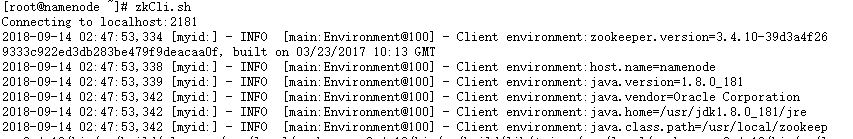 [root@namenode ~]# zkCli.sh
Connecting to localhost:2181
2018-09-14 02:47:53,334 [myid:] - INFO  [main:Environment@100] - Client environment:zookeeper.version=3.4.10-39d3a4f26
9333c922ed3db283be479f9deacaa0f, built on 03/23/2017 10:13 GMT
2018-09-14 02:47:53,338 [myid:] - INFO  [main:Environment@100] - Client environment:host.name=namenode
2018-09-14 02:47:53,339 [myid:] - INFO  [main:Environment@100] - Client environment:java.version=1.8.0_181
2018-09-14 02:47:53,342 [myid:] - INFO  [main:Environment@100] - Client environment:java.vendor=Oracle Corporation
2018-09-14 02:47:53,342 [myid:] - INFO  [main:Environment@100] - Client environment:java.home=/usr/jdk1.8.0_181/jre
2018-09-14 02:47:53,342 [myid:] - INFO  [main:Environment@100] - Client environment:java.class.path=/usr/local/zookeep